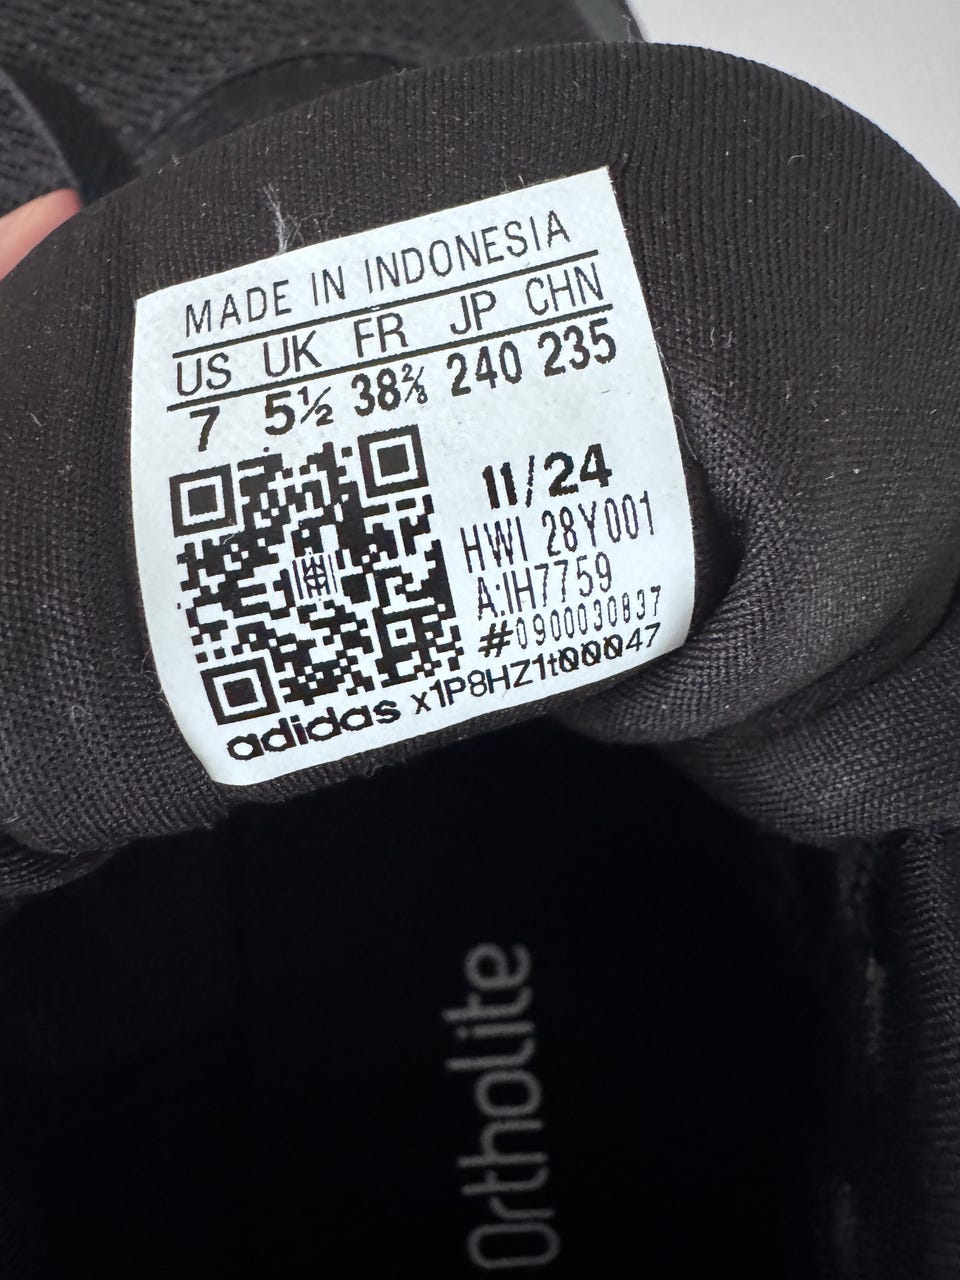 MADE IN INDONESIA
US UK FR JP CHN
7 5½ 38⅔ 240 235
11/24
HWI 28Y001
A:IH7759
#0900030837
adidas x1P8HZ1t00047
Ortholite